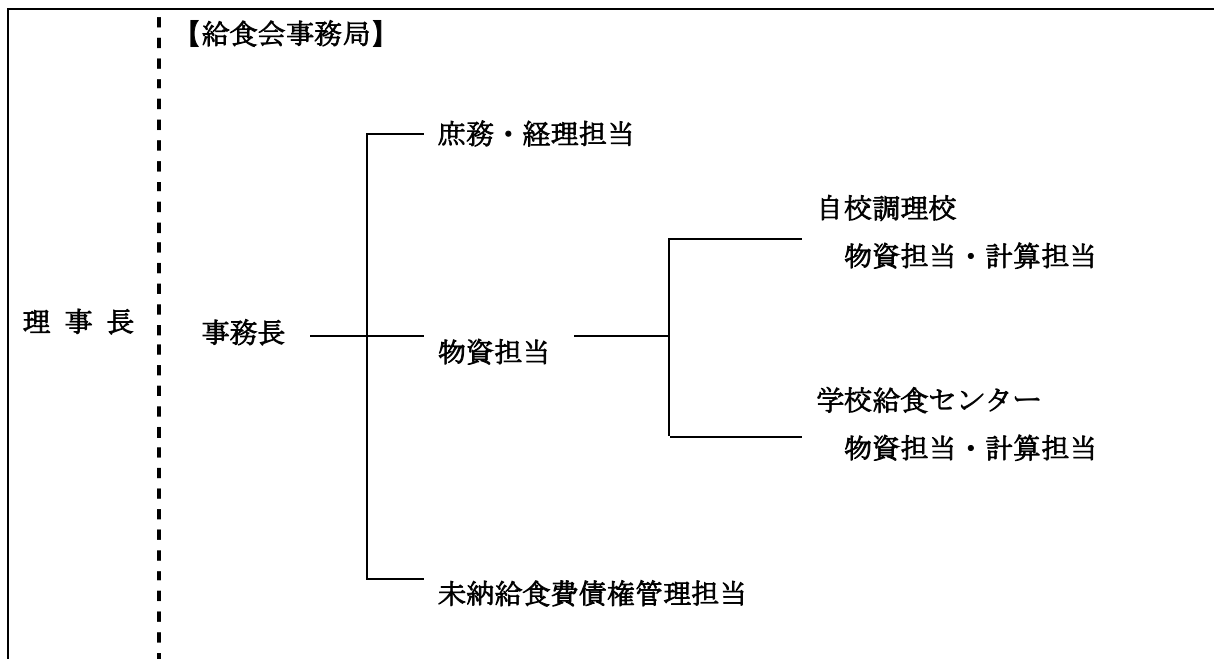 【給食会事務局】
庶務・経理担当
自校調理校
物資担当・計算担当
理事長
事務長
物資担当
学校給食センター
物資担当・計算担当
未納給食費債権管理担当